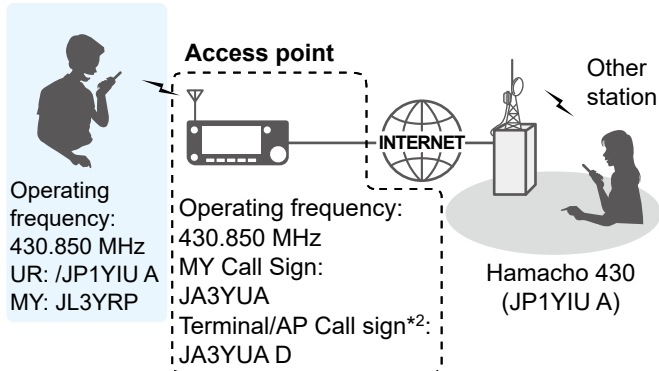 Access point
Other
station
INTERNET
Operating
frequency:
430.850 MHz
UR: /JP1YIU A
MY: JL3YRP
Operating frequency:
430.850 MHz
MY Call Sign:
JA3YUA
Terminal/AP Call sign*2:
JA3YUA D
Hamacho 430
(JP1YIU A)